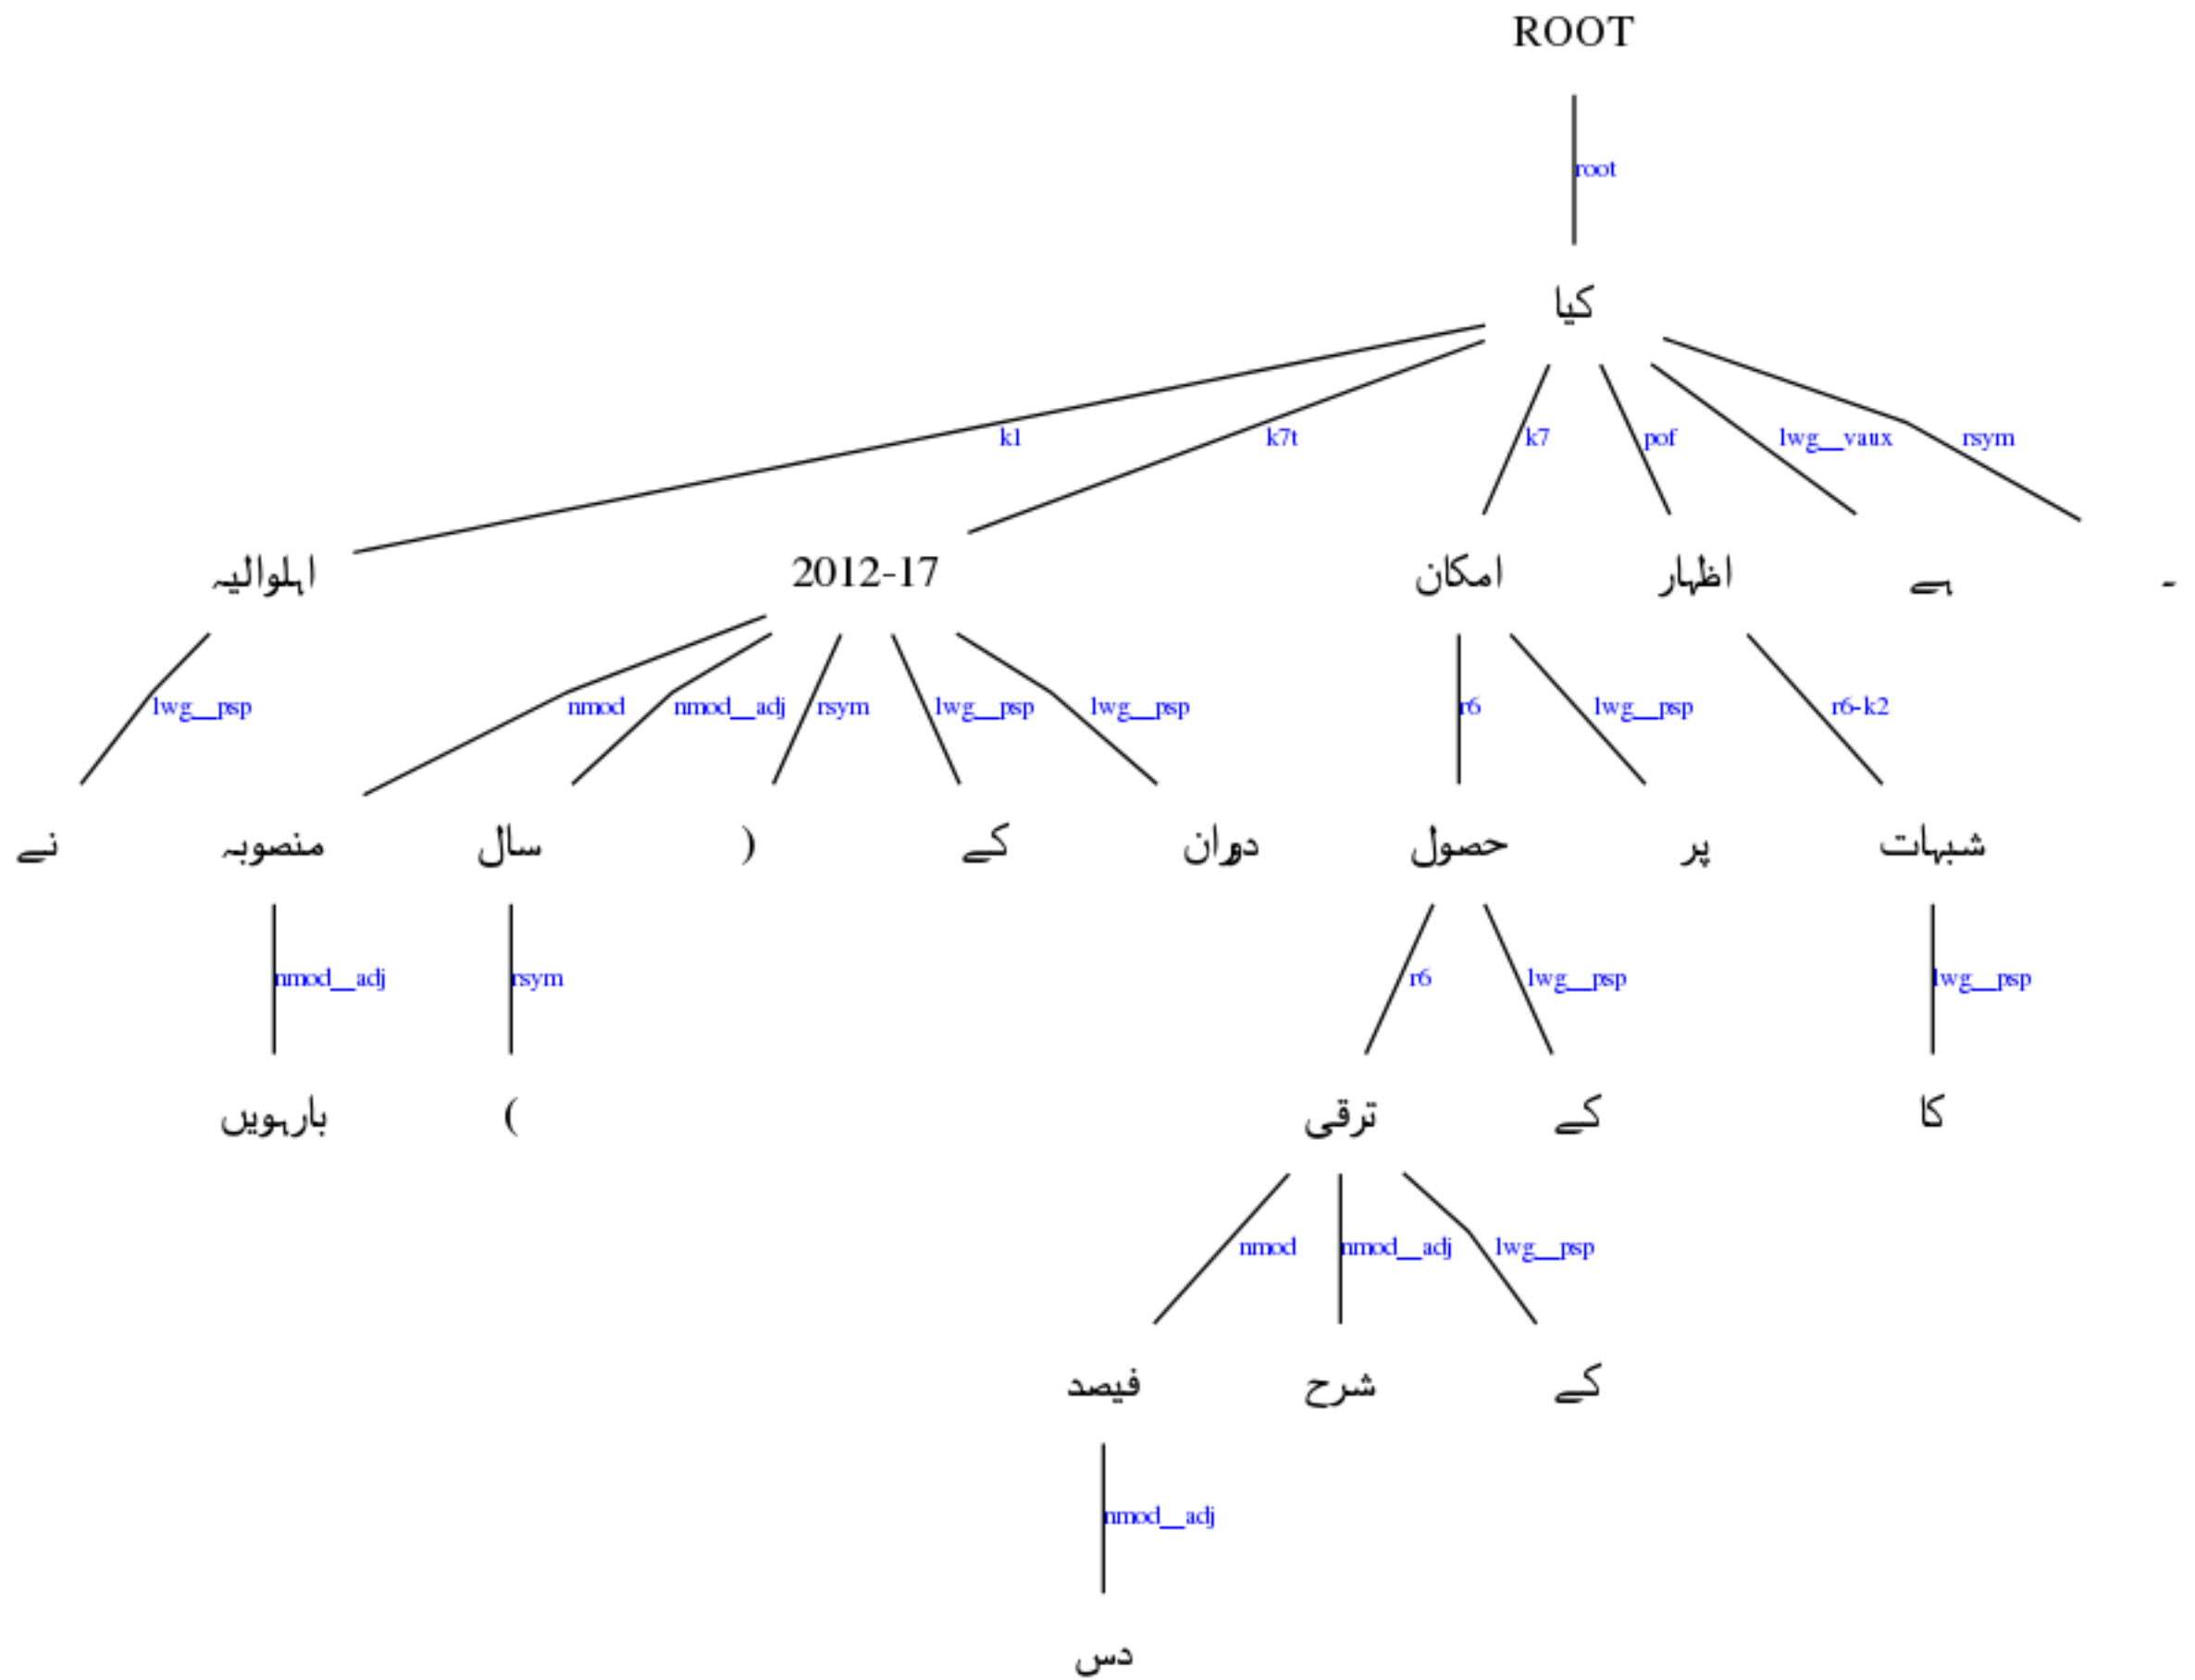 ROOT
root
کیا
k1 k7t k7 pof lwg__vaux rsym
اہلوالیہ 2012-17 امکان اظہار ہے ۔
lwg__psp nmod nmod__adj rsym lwg__psp lwg__psp r6 lwg__psp r6-k2
نے منصوبہ سال ) کے دوران حصول پر شبہات
nmod__adj rsym r6 lwg__psp lwg__psp
بارہویں ( ترقی کے کا
nmod nmod__adj lwg__psp
فیصد شرح کے
nmod__adj
دس